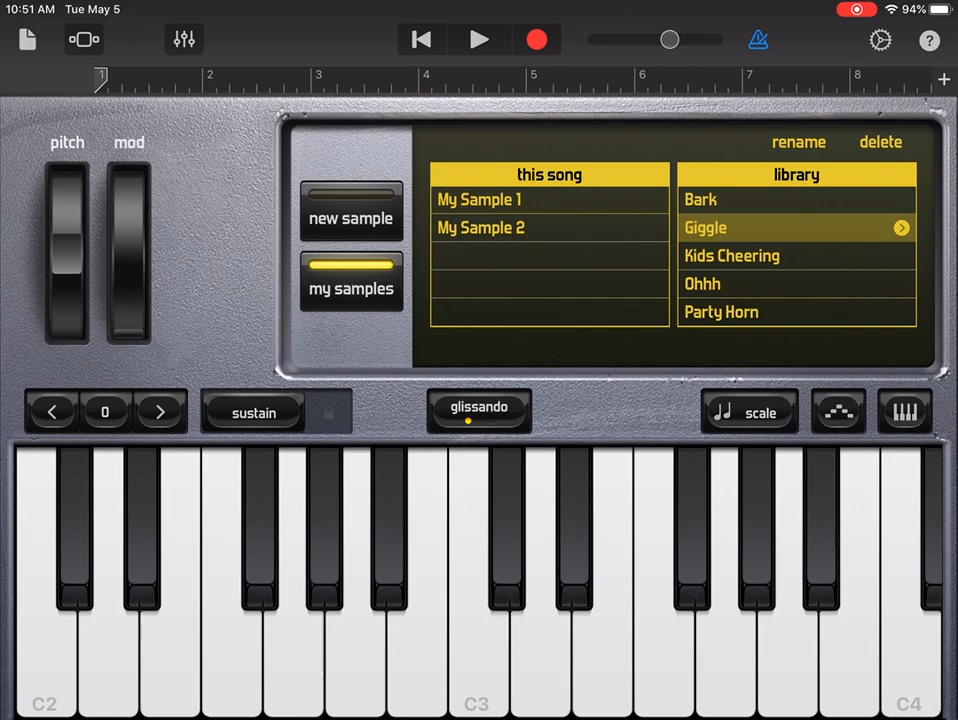 10:51 AM Tue May 5
94%
?
1 2 3 4 5 6 7 8 +
pitch mod
rename delete
this song
library
My Sample 1
Bark
My Sample 2
Giggle
Kids Cheering
Ohhh
Party Horn
new sample
my samples
< 0 >
sustain
glissando
scale
C2 C3 C4